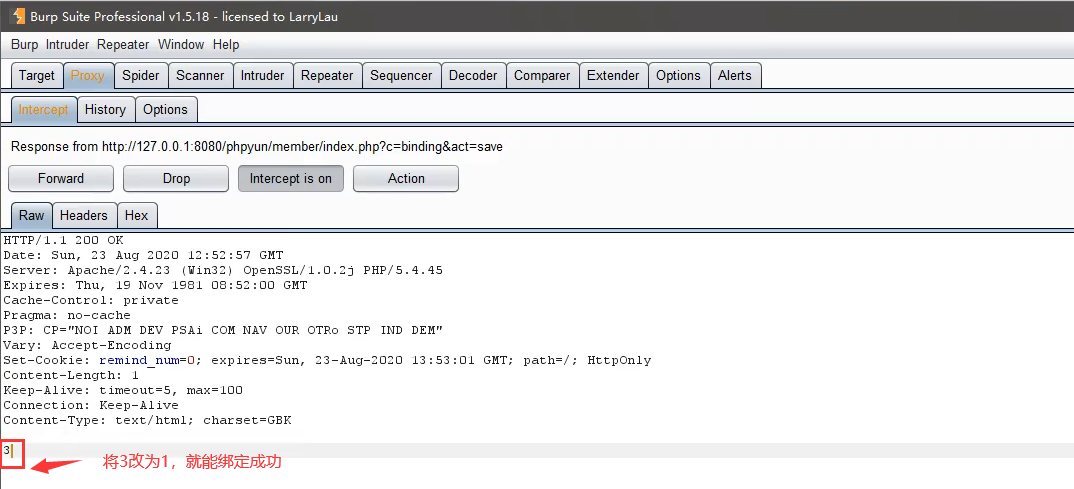 Burp Suite Professional v1.5.18 - licensed to LarryLau
Burp Intruder Repeater Window Help
Target Proxy Spider Scanner Intruder Repeater Sequencer Decoder Comparer Extender Options Alerts
Intercept History Options
Response from http://127.0.0.1:8080/phpyun/member/index.php?c=binding&act=save
Forward Drop Intercept is on Action
Raw Headers Hex
HTTP/1.1 200 OK
Date: Sun, 23 Aug 2020 12:52:57 GMT
Server: Apache/2.4.23 (Win32) OpenSSL/1.0.2j PHP/5.4.45
Expires: Thu, 19 Nov 1981 08:52:00 GMT
Cache-Control: private
Pragma: no-cache
P3P: CP="NOI ADM DEV PSAi COM NAV OUR OTRo STP IND DEM"
Vary: Accept-Encoding
Set-Cookie: remind_num=0; expires=Sun, 23-Aug-2020 13:53:01 GMT; path=/; HttpOnly
Content-Length: 1
Keep-Alive: timeout=5, max=100
Connection: Keep-Alive
Content-Type: text/html; charset=GBK
3
将3改为1，就能绑定成功